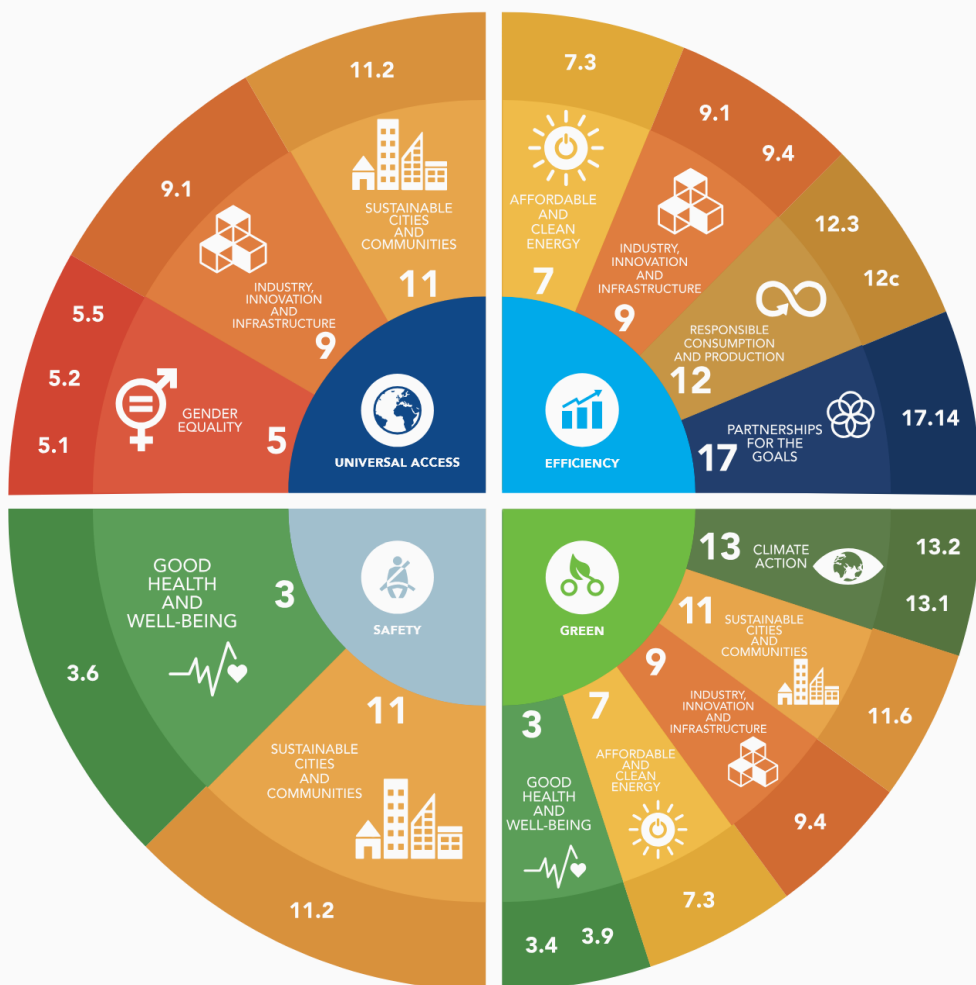 11.2
SUSTAINABLE
CITIES
AND
COMMUNITIES
11
9.1
INDUSTRY,
INNOVATION
AND
INFRASTRUCTURE
9
5.5
5.2
5.1
GENDER
EQUALITY
5
UNIVERSAL ACCESS
7.3
AFFORDABLE
AND
CLEAN
ENERGY
7
9.1
9.4
INDUSTRY,
INNOVATION
AND
INFRASTRUCTURE
9
12.3
12c
RESPONSIBLE
CONSUMPTION
AND PRODUCTION
12
17.14
PARTNERSHIPS
FOR THE
GOALS
17
EFFICIENCY
GOOD
HEALTH
AND
WELL-BEING
3
3.6
SAFETY
11
SUSTAINABLE
CITIES
AND
COMMUNITIES
11.2
GREEN
13
CLIMATE
ACTION
13.2
13.1
11
SUSTAINABLE
CITIES
AND
COMMUNITIES
11.6
9
INDUSTRY,
INNOVATION
AND
INFRASTRUCTURE
9.4
7
AFFORDABLE
AND
CLEAN
ENERGY
7.3
3
GOOD
HEALTH
AND
WELL-BEING
3.4
3.9